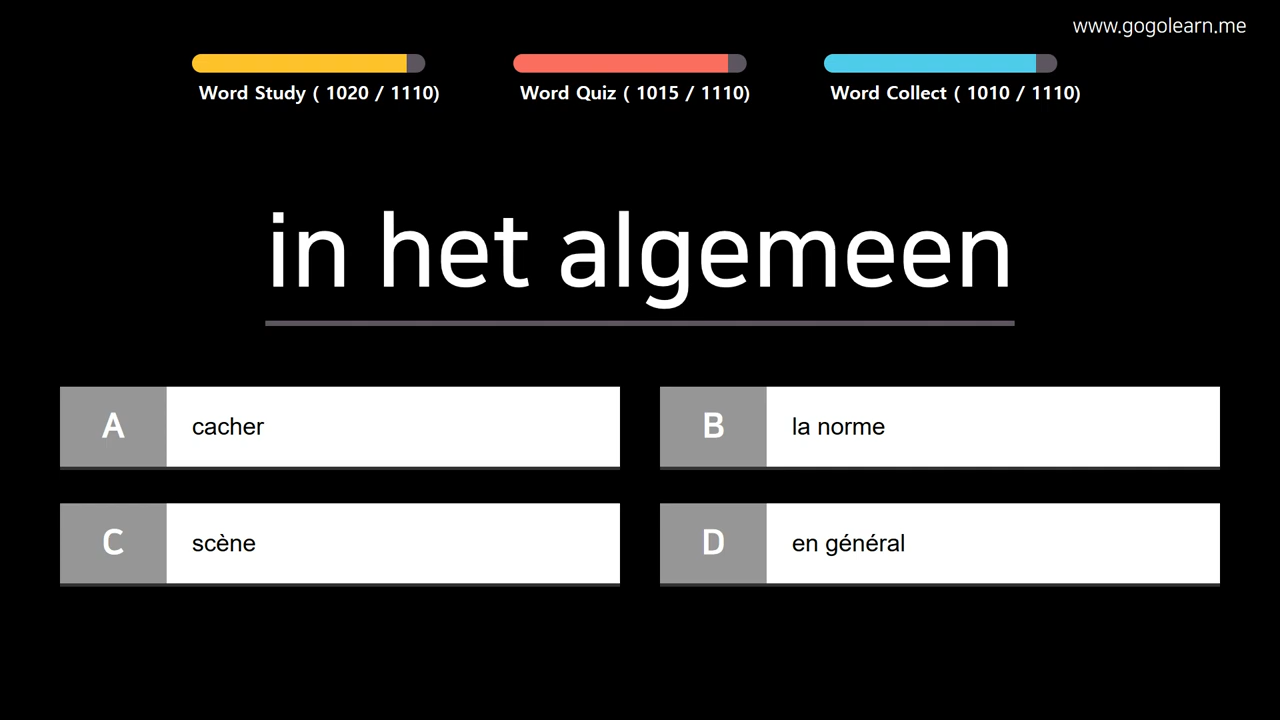 www.gogolearn.me
Word Study ( 1020 / 1110)
Word Quiz ( 1015 / 1110)
Word Collect ( 1010 / 1110)
in het algemeen
A cacher
B la norme
C scène
D en général